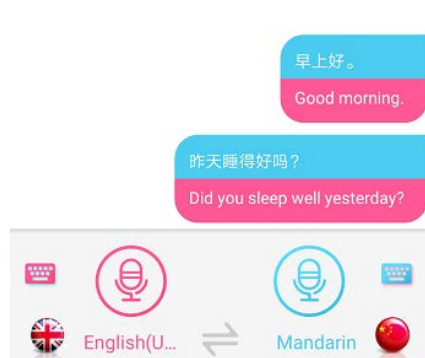 早上好。
Good morning.
昨天睡得好吗?
Did you sleep well yesterday?
English(U...
Mandarin